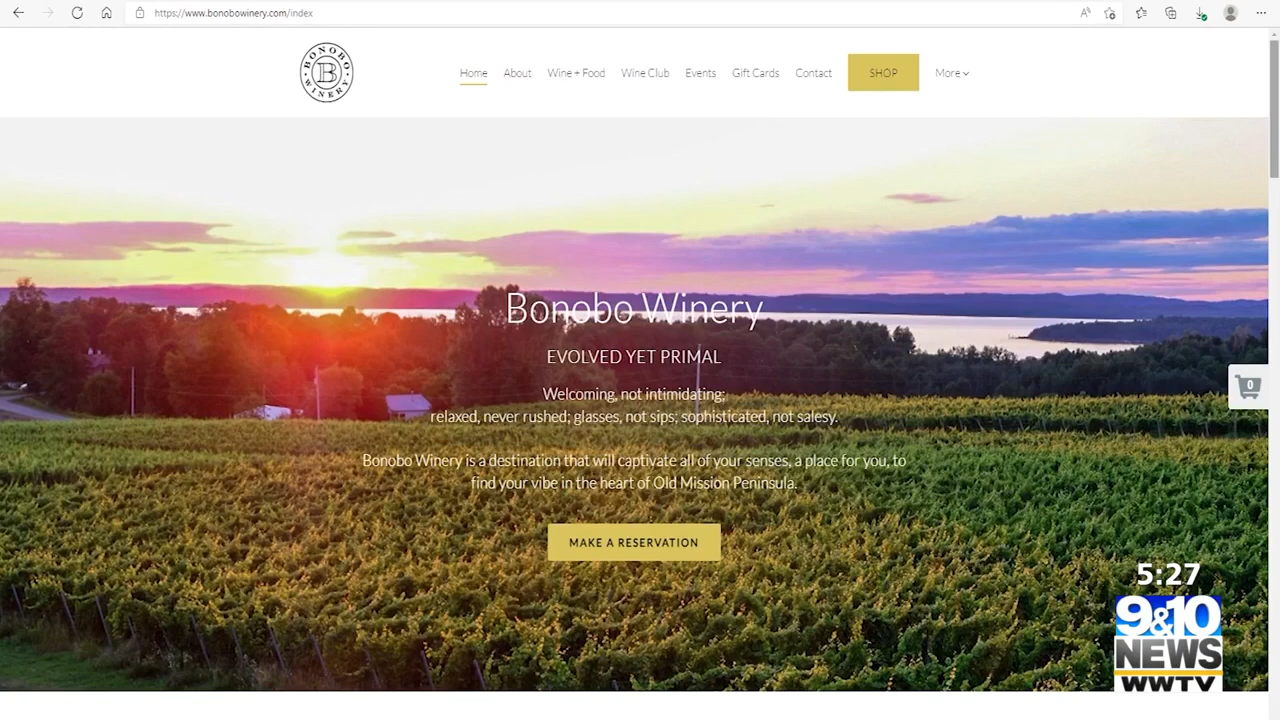 https://www.bonobowinery.com/index
BONOBO
B
WINERY
Home About Wine + Food Wine Club Events Gift Cards Contact SHOP More
Bonobo Winery
EVOLVED YET PRIMAL
Welcoming, not intimidating;
relaxed, never rushed; glasses, not sips; sophisticated, not salesy.
Bonobo Winery is a destination that will captivate all of your senses, a place for you, to
find your vibe in the heart of Old Mission Peninsula.
MAKE A RESERVATION
0
5:27
9&10
NEWS
WWTV